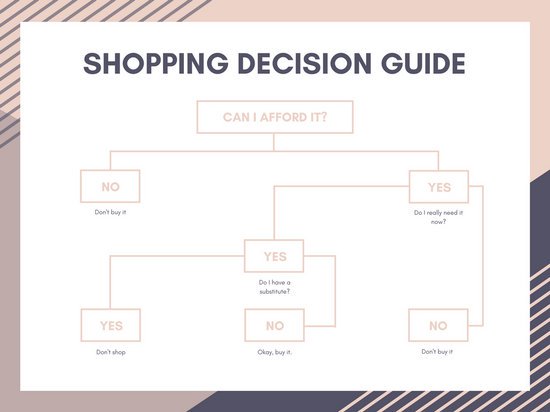 SHOPPING DECISION GUIDE
CAN I AFFORD IT?
NO
Don't buy it
YES
Do I really need it
now?
YES
Do I have a
substitute?
YES
Don't shop
NO
Okay, buy it.
NO
Don't buy it